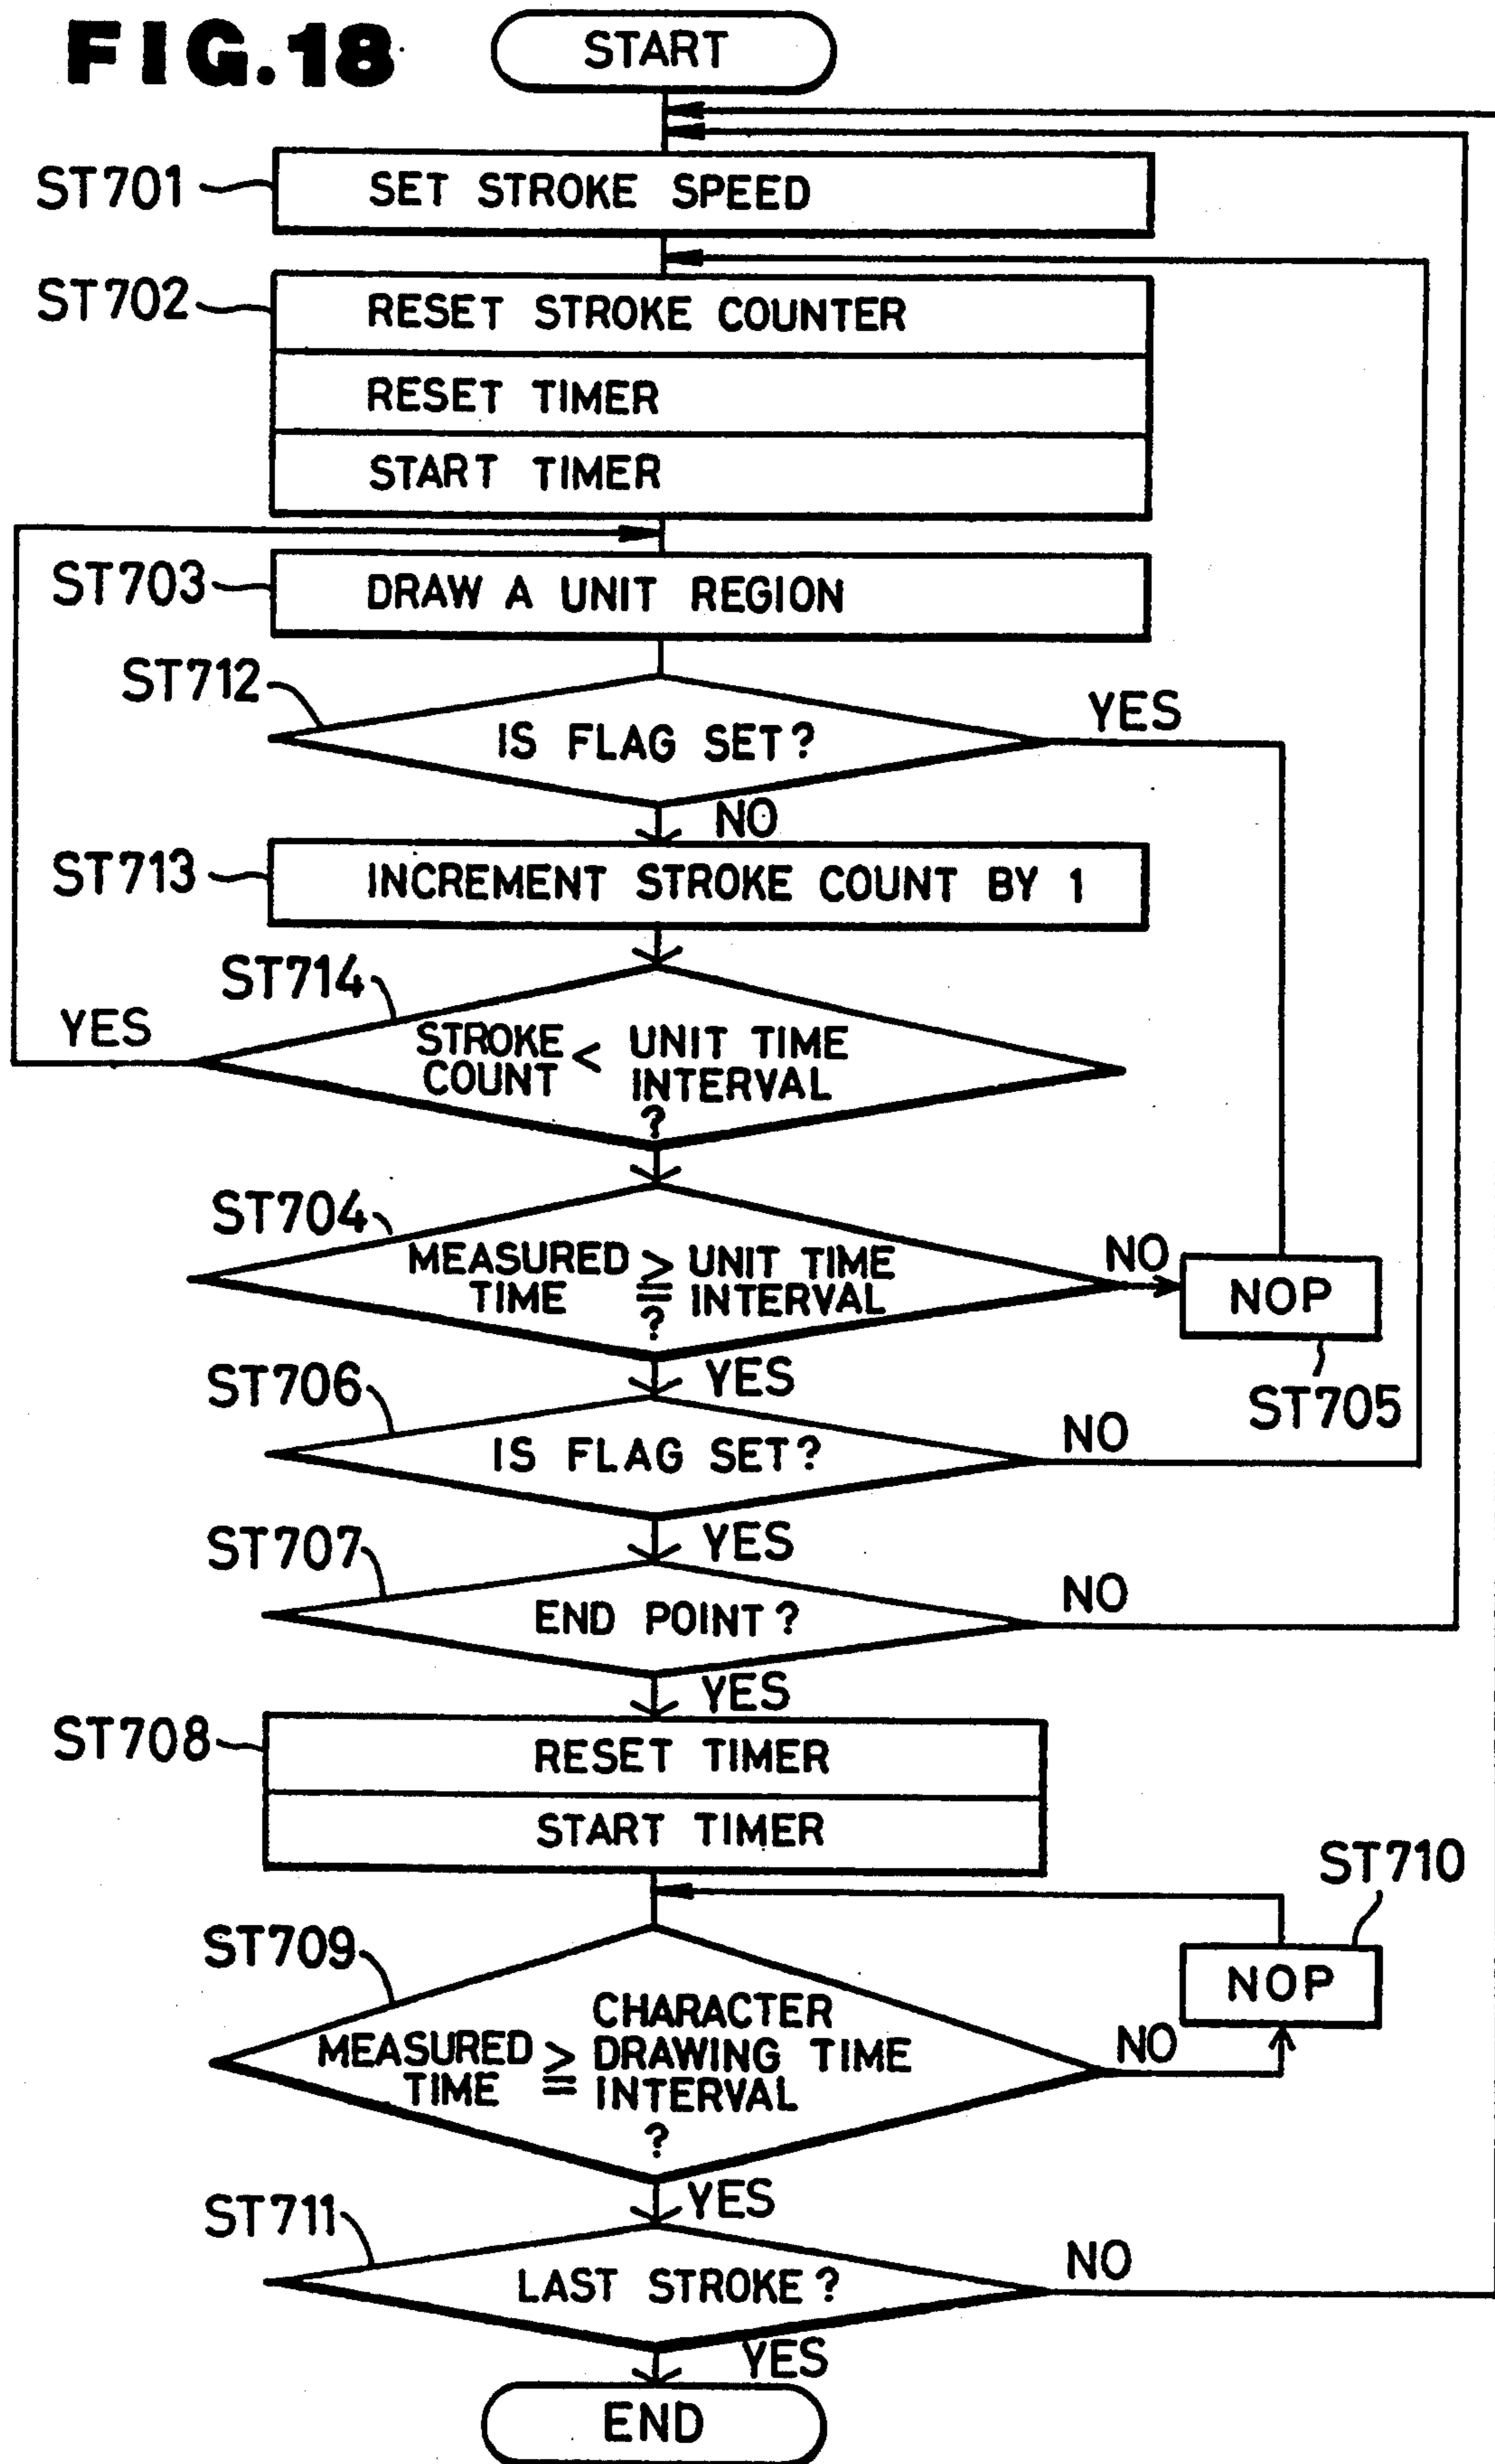 FIG.18
START
ST701
SET STROKE SPEED
ST702
RESET STROKE COUNTER
RESET TIMER
START TIMER
ST703
DRAW A UNIT REGION
ST712
IS FLAG SET?
YES
NO
ST713
INCREMENT STROKE COUNT BY 1
ST714
YES
STROKE < UNIT TIME
COUNT INTERVAL
?
ST704
MEASURED ≧ UNIT TIME
TIME INTERVAL
?
NO
NOP
ST705
YES
ST706
IS FLAG SET?
NO
YES
ST707
END POINT?
NO
YES
ST708
RESET TIMER
START TIMER
ST710
NOP
ST709
CHARACTER
MEASURED ≧ DRAWING TIME
TIME INTERVAL
?
NO
YES
ST711
LAST STROKE?
NO
YES
END